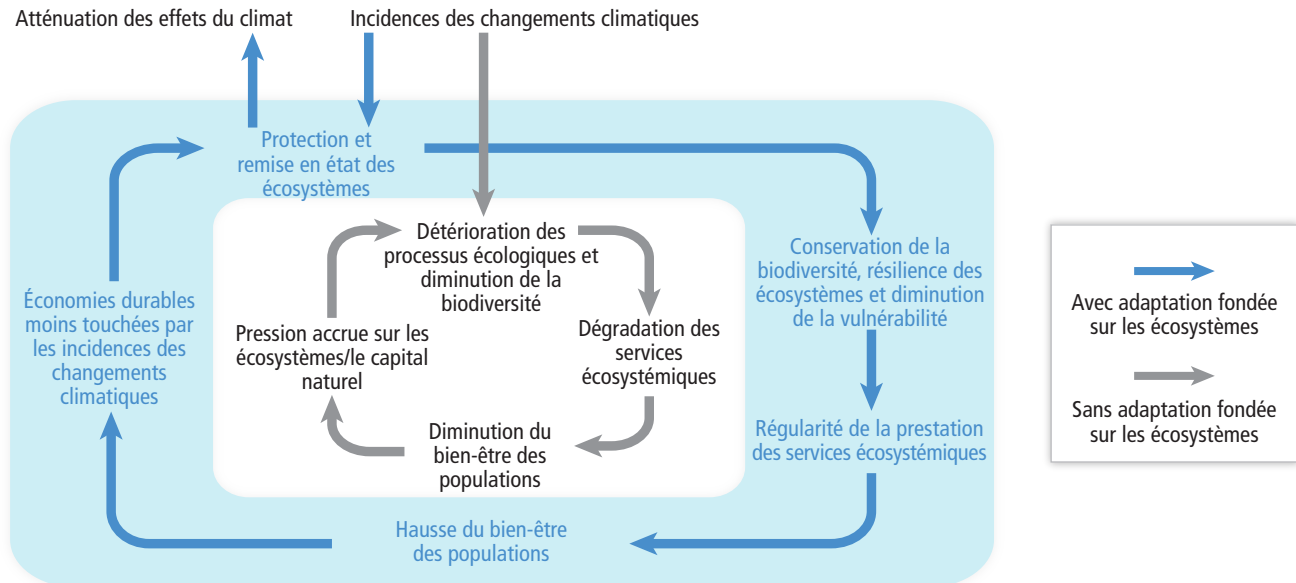 Atténuation des effets du climat
Incidences des changements climatiques
Protection et
remise en état des
écosystèmes
Détérioration des
processus écologiques et
diminution de la
biodiversité
Conservation de la
biodiversité, résilience des
écosystèmes et diminution
de la vulnérabilité
Économies durables
moins touchées par
les incidences des
changements
climatiques
Pression accrue sur les
écosystèmes/le capital
naturel
Dégradation des
services
écosystémiques
Diminution du
bien-être des
populations
Régularité de la prestation
des services écosystémiques
Hausse du bien-être
des populations
Avec adaptation fondée
sur les écosystèmes
Sans adaptation fondée
sur les écosystèmes